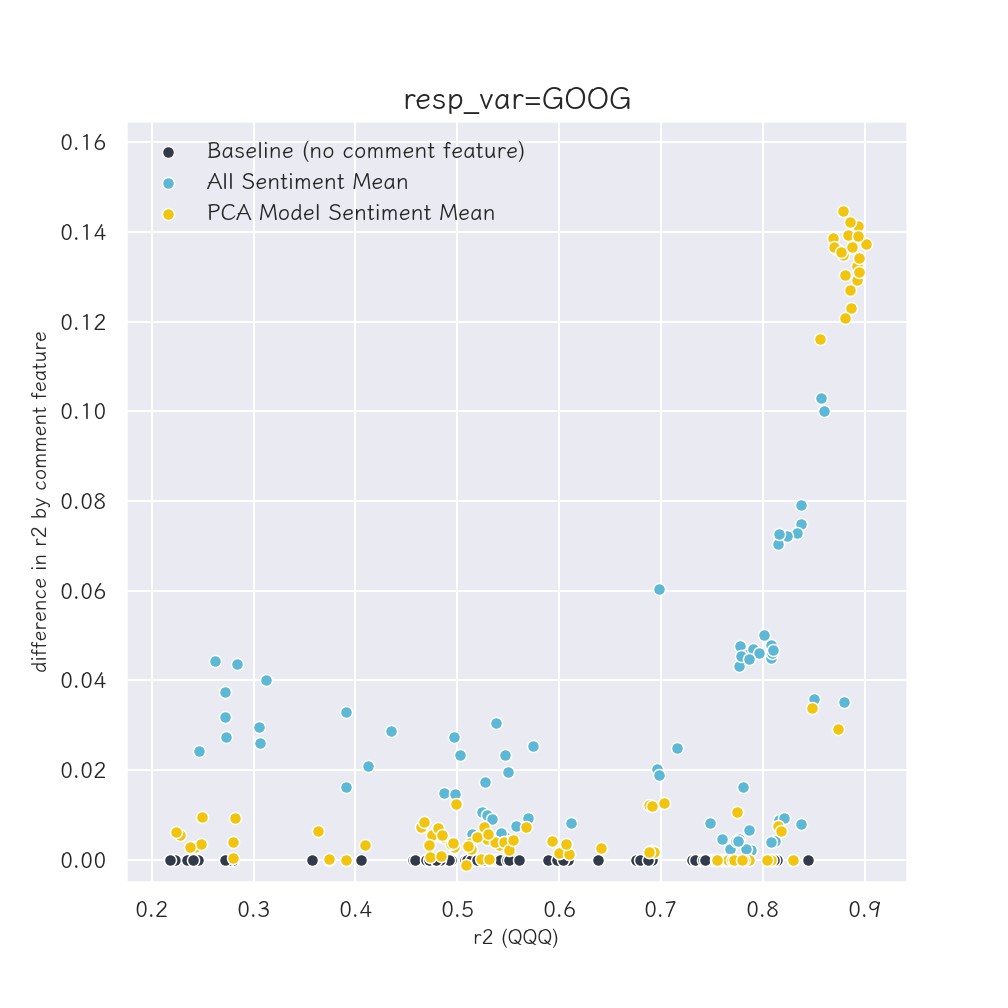 resp_var=GOOG
0.16
0.14
0.12
0.10
0.08
0.06
0.04
0.02
0.00
difference in r2 by comment feature
Baseline (no comment feature)
All Sentiment Mean
PCA Model Sentiment Mean
0.2 0.3 0.4 0.5 0.6 0.7 0.8 0.9
r2 (QQQ)